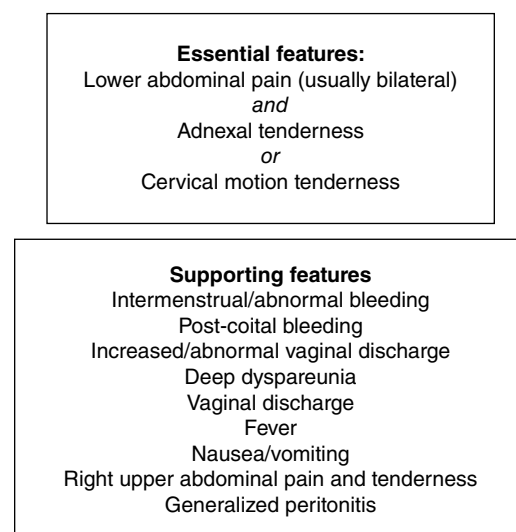 Essential features:
Lower abdominal pain (usually bilateral)
and
Adnexal tenderness
or
Cervical motion tenderness
Supporting features
Intermenstrual/abnormal bleeding
Post-coital bleeding
Increased/abnormal vaginal discharge
Deep dyspareunia
Vaginal discharge
Fever
Nausea/vomiting
Right upper abdominal pain and tenderness
Generalized peritonitis